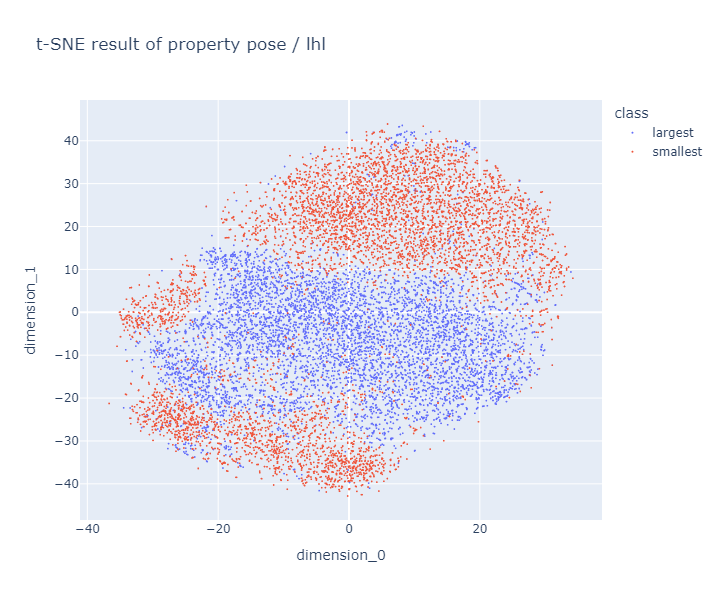 t-SNE result of property pose / lhl
class
largest
smallest
dimension_1
40
30
20
10
0
−10
−20
−30
−40
−40
−20
0
20
dimension_0